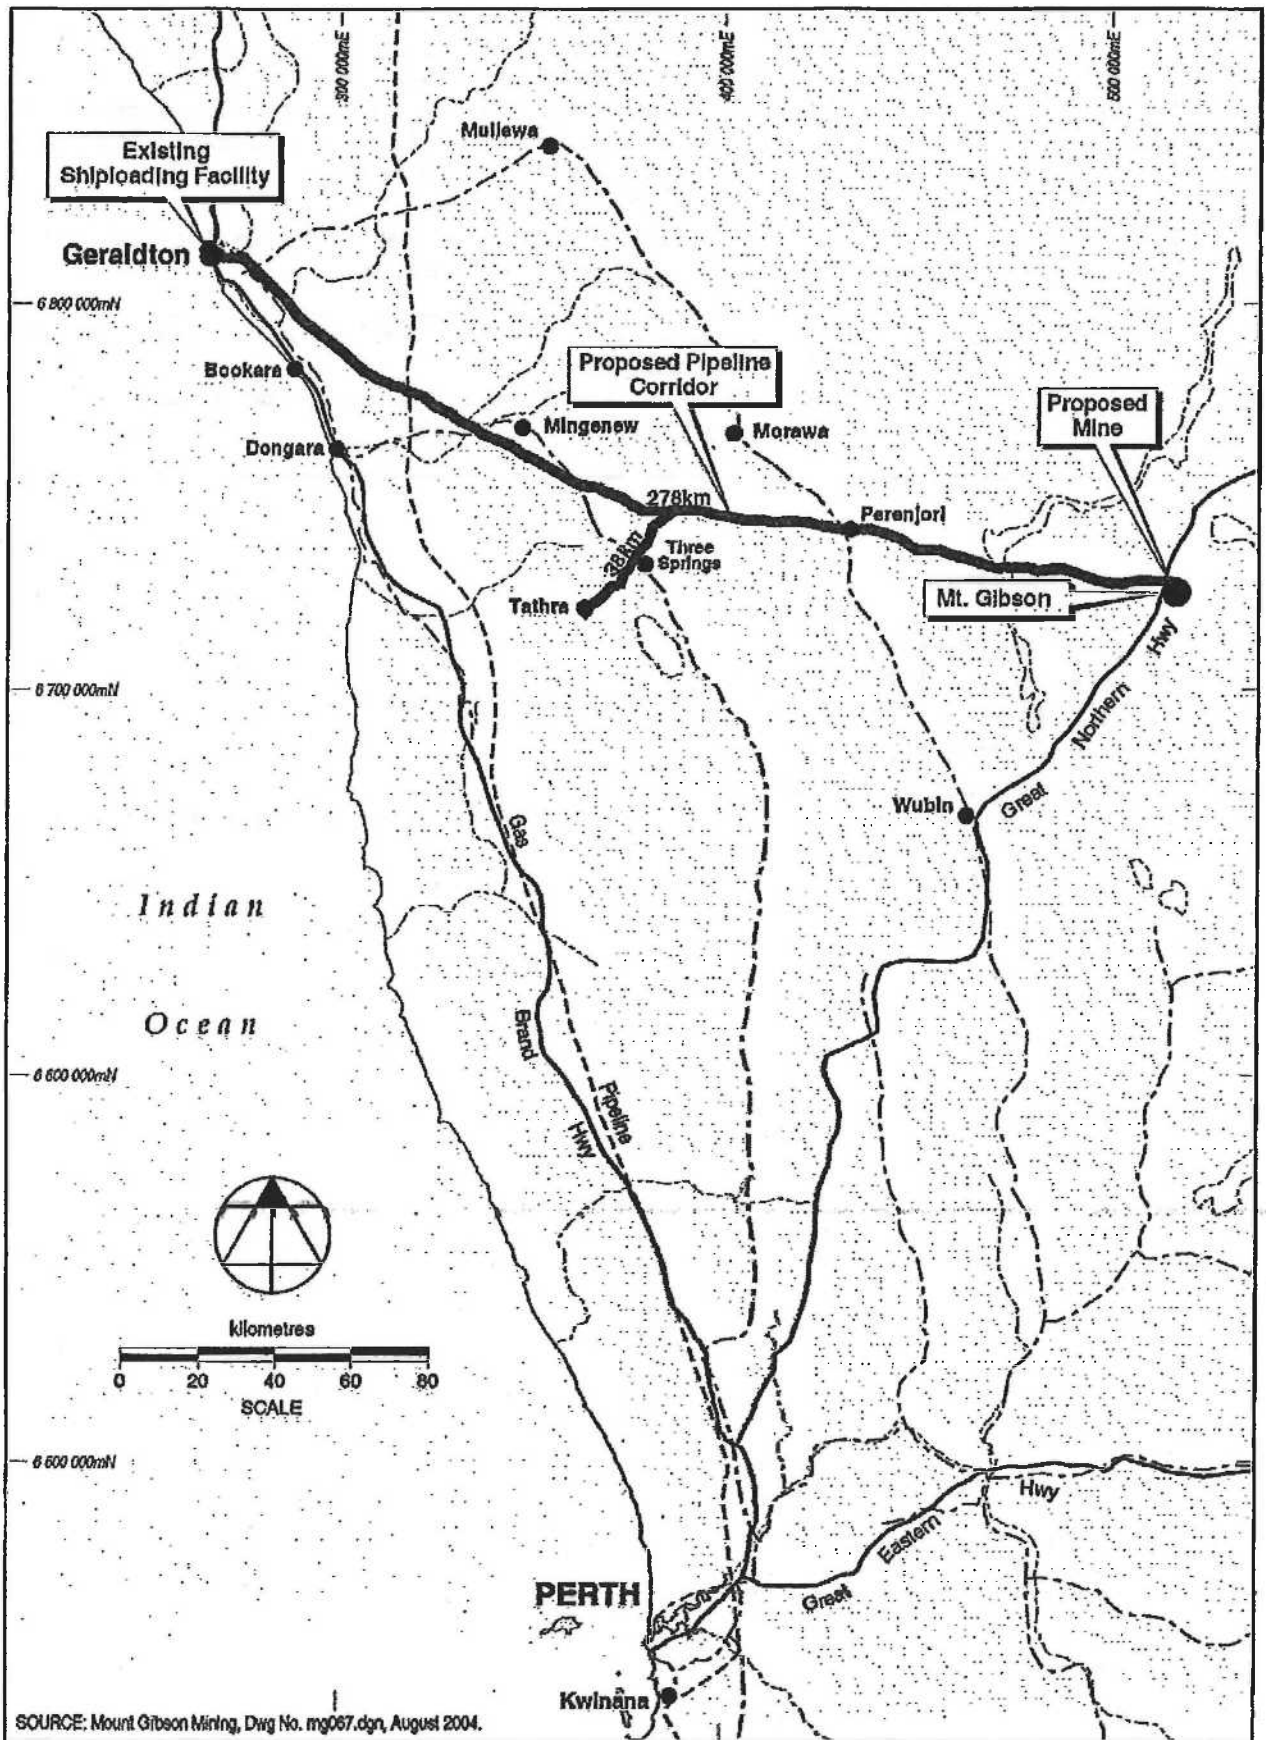 300 000mE
400 000mE
500 000mE
Mullewa
Existing
Shiploading Facility
Geraldton
6 800 000mN
Bookara
Proposed Pipeline
Corridor
Mingenew
Morawa
Proposed
Mine
Dongara
278km
Perenjori
38km
Three
Springs
Tathra
Mt. Gibson
Hwy
6 700 000mN
Northern
Great
Wubin
Gas
Indian
Ocean
Brand
Pipeline
Hwy
6 600 000mN
kilometres
0 20 40 60 80
SCALE
6 500 000mN
Hwy
Eastern
Great
PERTH
Kwinana
SOURCE: Mount Gibson Mining, Dwg No. mg067.dgn, August 2004.